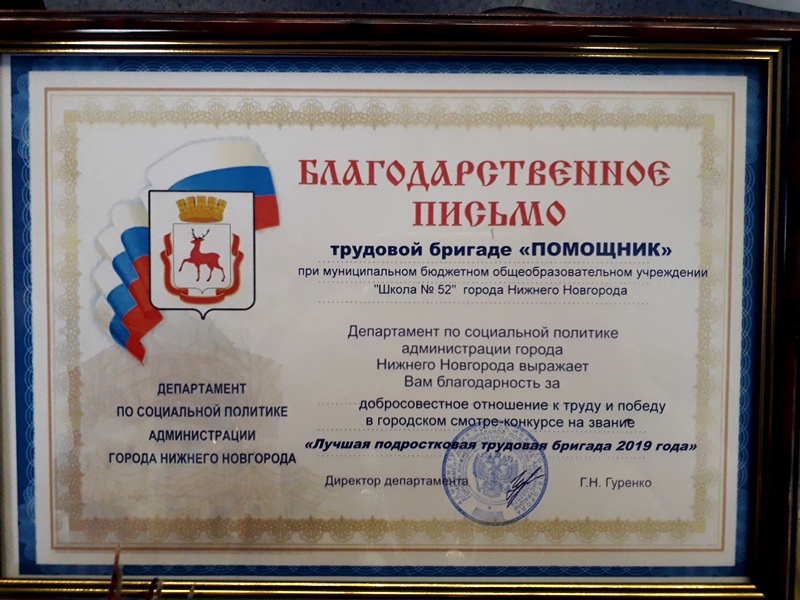 БЛАГОДАРСТВЕННОЕ
ПИСЬМО
трудовой бригаде «ПОМОЩНИК»
при муниципальном бюджетном общеобразовательном учреждении
"Школа № 52" города Нижнего Новгорода
Департамент по социальной политике
администрации города
Нижнего Новгорода выражает
Вам благодарность за
добросовестное отношение к труду и победу
в городском смотре-конкурсе на звание
«Лучшая подростковая трудовая бригада 2019 года»
Директор департамента Г.Н. Гуренко
ДЕПАРТАМЕНТ
ПО СОЦИАЛЬНОЙ ПОЛИТИКЕ
АДМИНИСТРАЦИИ
ГОРОДА НИЖНЕГО НОВГОРОДА